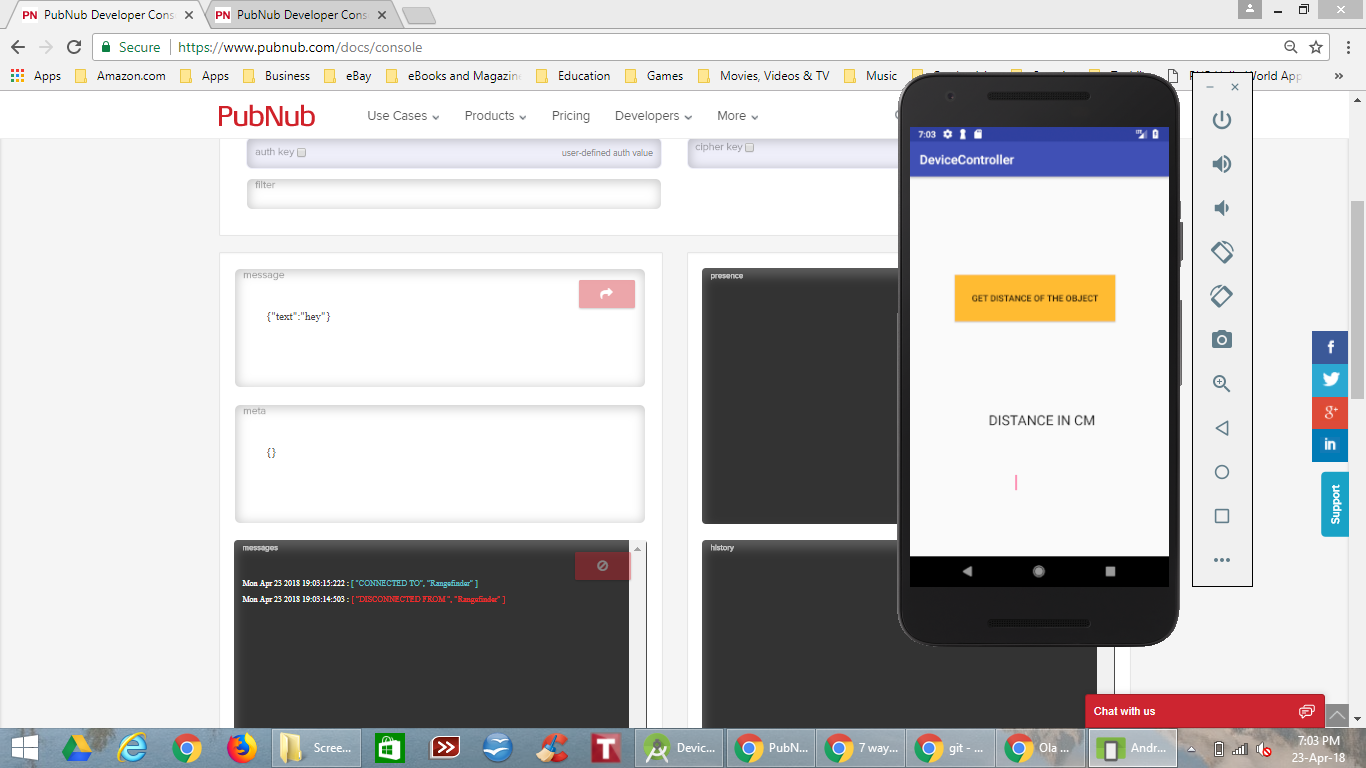 PN PubNub Developer Cons
PN PubNub Developer Cons
Secure https://www.pubnub.com/docs/console
Apps Amazon.com Apps Business eBay eBooks and Magazin Education Games Movies, Videos & TV Music World App »
PubNub Use Cases Products Pricing Developers More
auth key user-defined auth value
cipher key
filter
message
{"text":"hey"}
meta
{}
messages
Mon Apr 23 2018 19:03:15:222 : [ "CONNECTED TO", "Rangefinder" ]
Mon Apr 23 2018 19:03:14:503 : [ "DISCONNECTED FROM ", "Rangefinder" ]
presence
history
7:03
DeviceController
GET DISTANCE OF THE OBJECT
DISTANCE IN CM
f
g+
in
Support
Chat with us
Scree...
Devic...
PubN...
7 way...
git - ...
Ola ...
Andr...
7:03 PM
23-Apr-18